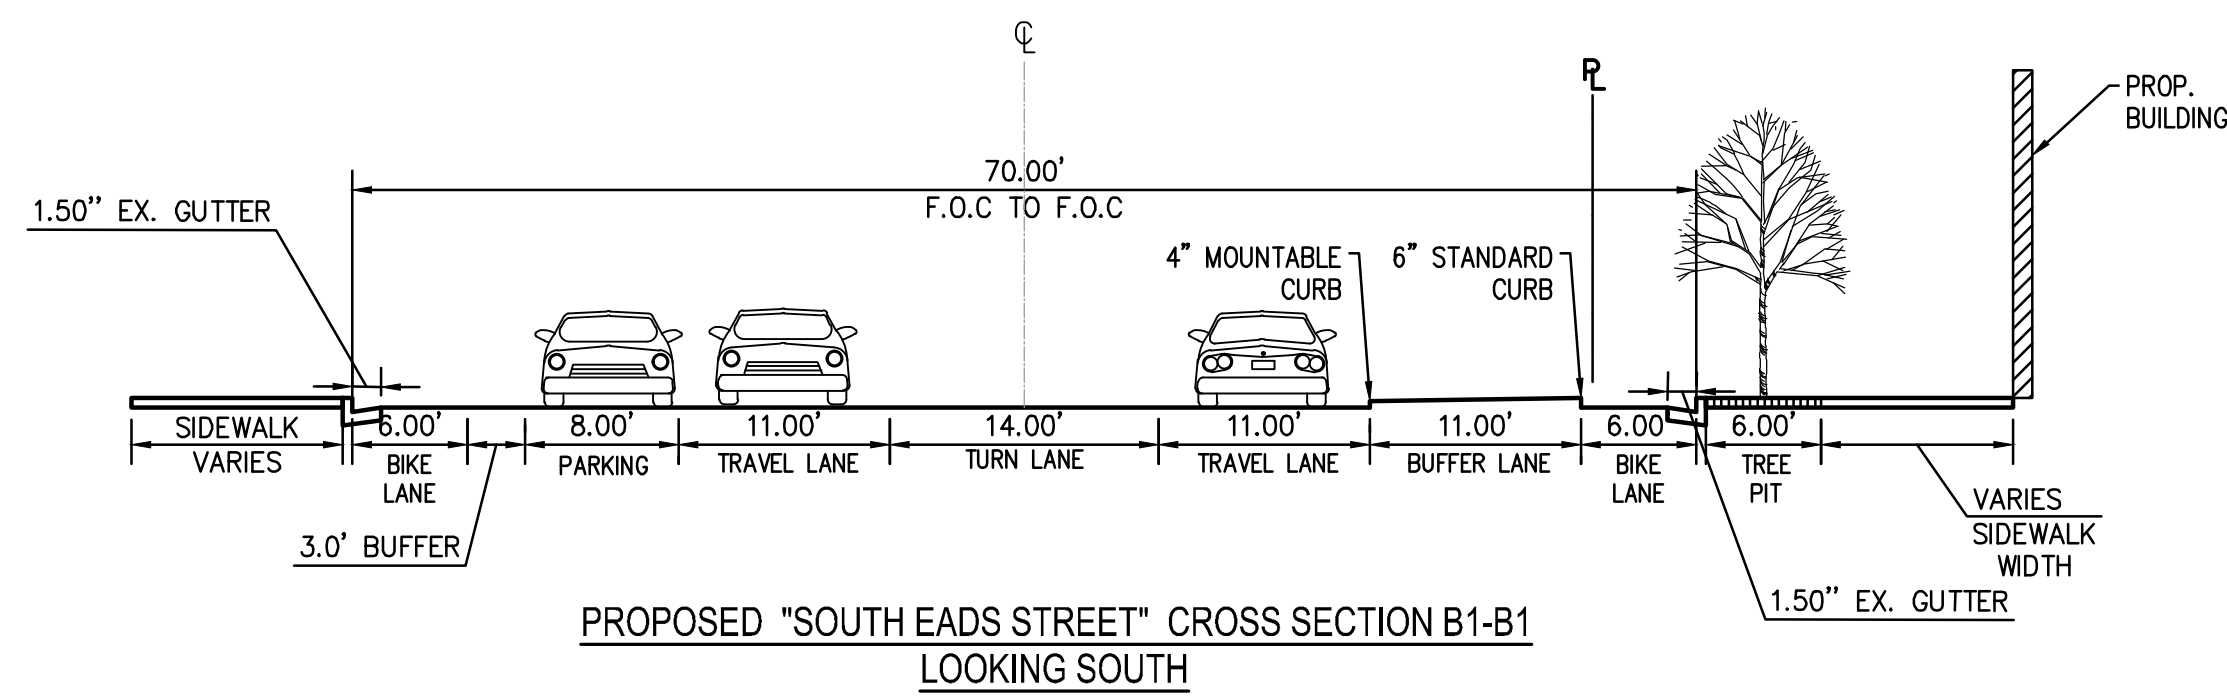 ℄
PL
PROP.
BUILDING
70.00'
F.O.C TO F.O.C
1.50" EX. GUTTER
4" MOUNTABLE
CURB
6" STANDARD
CURB
SIDEWALK
VARIES
6.00'
BIKE
LANE
3.0' BUFFER
8.00'
PARKING
11.00'
TRAVEL LANE
14.00'
TURN LANE
11.00'
TRAVEL LANE
11.00'
BUFFER LANE
6.00'
BIKE
LANE
6.00'
TREE
PIT
VARIES
SIDEWALK
WIDTH
1.50" EX. GUTTER
PROPOSED "SOUTH EADS STREET" CROSS SECTION B1-B1
LOOKING SOUTH